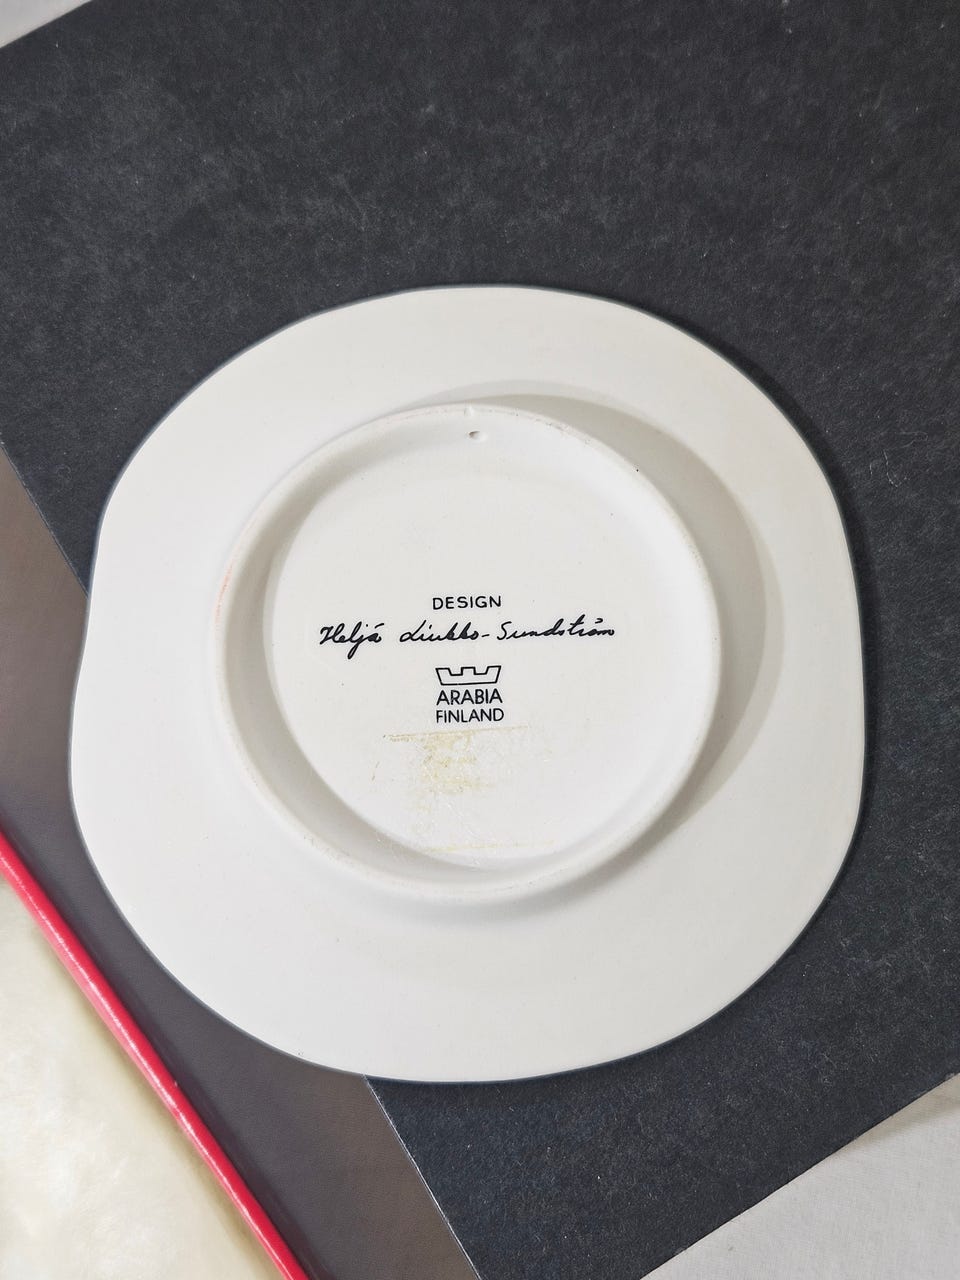 DESIGN
Heljä Liukko-Sundström
ARABIA
FINLAND